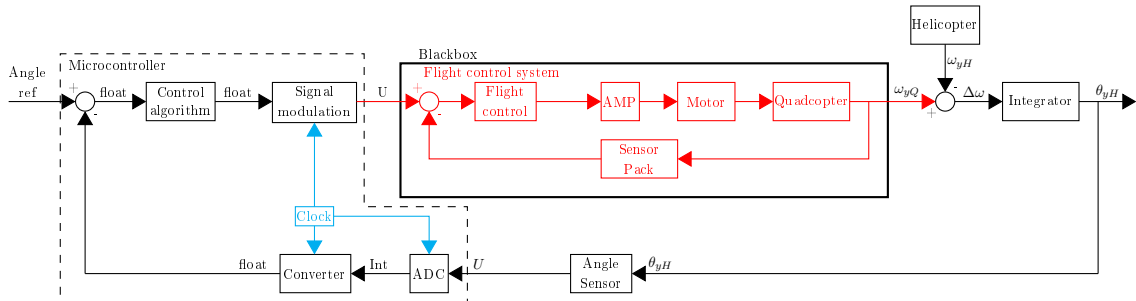 Helicopter
Blackbox
Microcontroller
Flight control system
ω_yH
Angle
ref
+
-
float
Control
algorithm
float
Signal
modulation
U
+
-
Flight
control
AMP
Motor
Quadcopter
ω_yQ
+
-
Δω
Integrator
θ_yH
Sensor
Pack
Clock
float
Converter
Int
ADC
U
Angle
Sensor
θ_yH